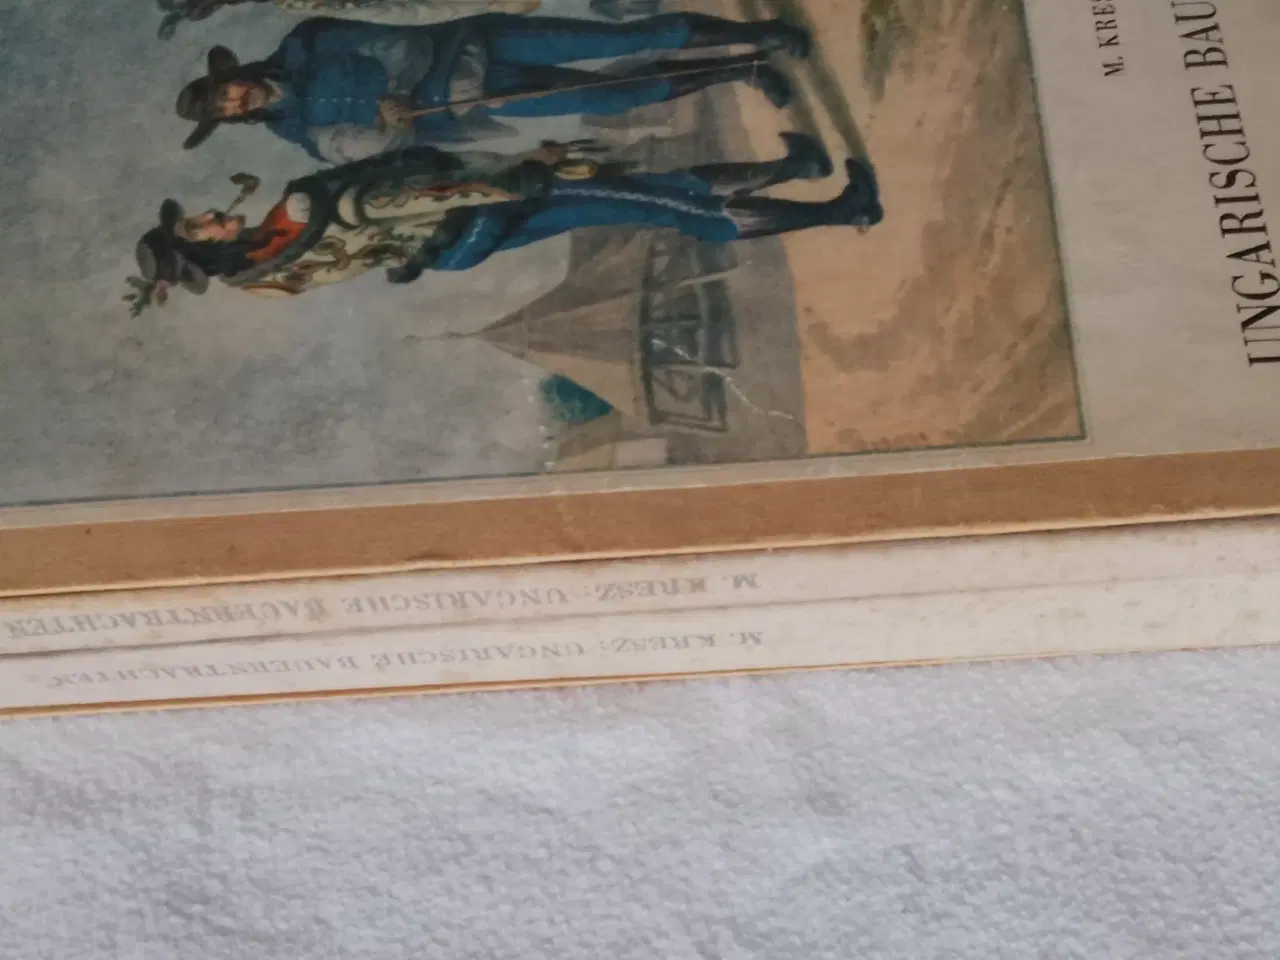 M. KRES
UNGARISCHE BAU
M. KRESZ: UNGARISCHE BAUERNTRACHTEN
M. KRESZ: UNGARISCHE BAUERNTRACHTEN